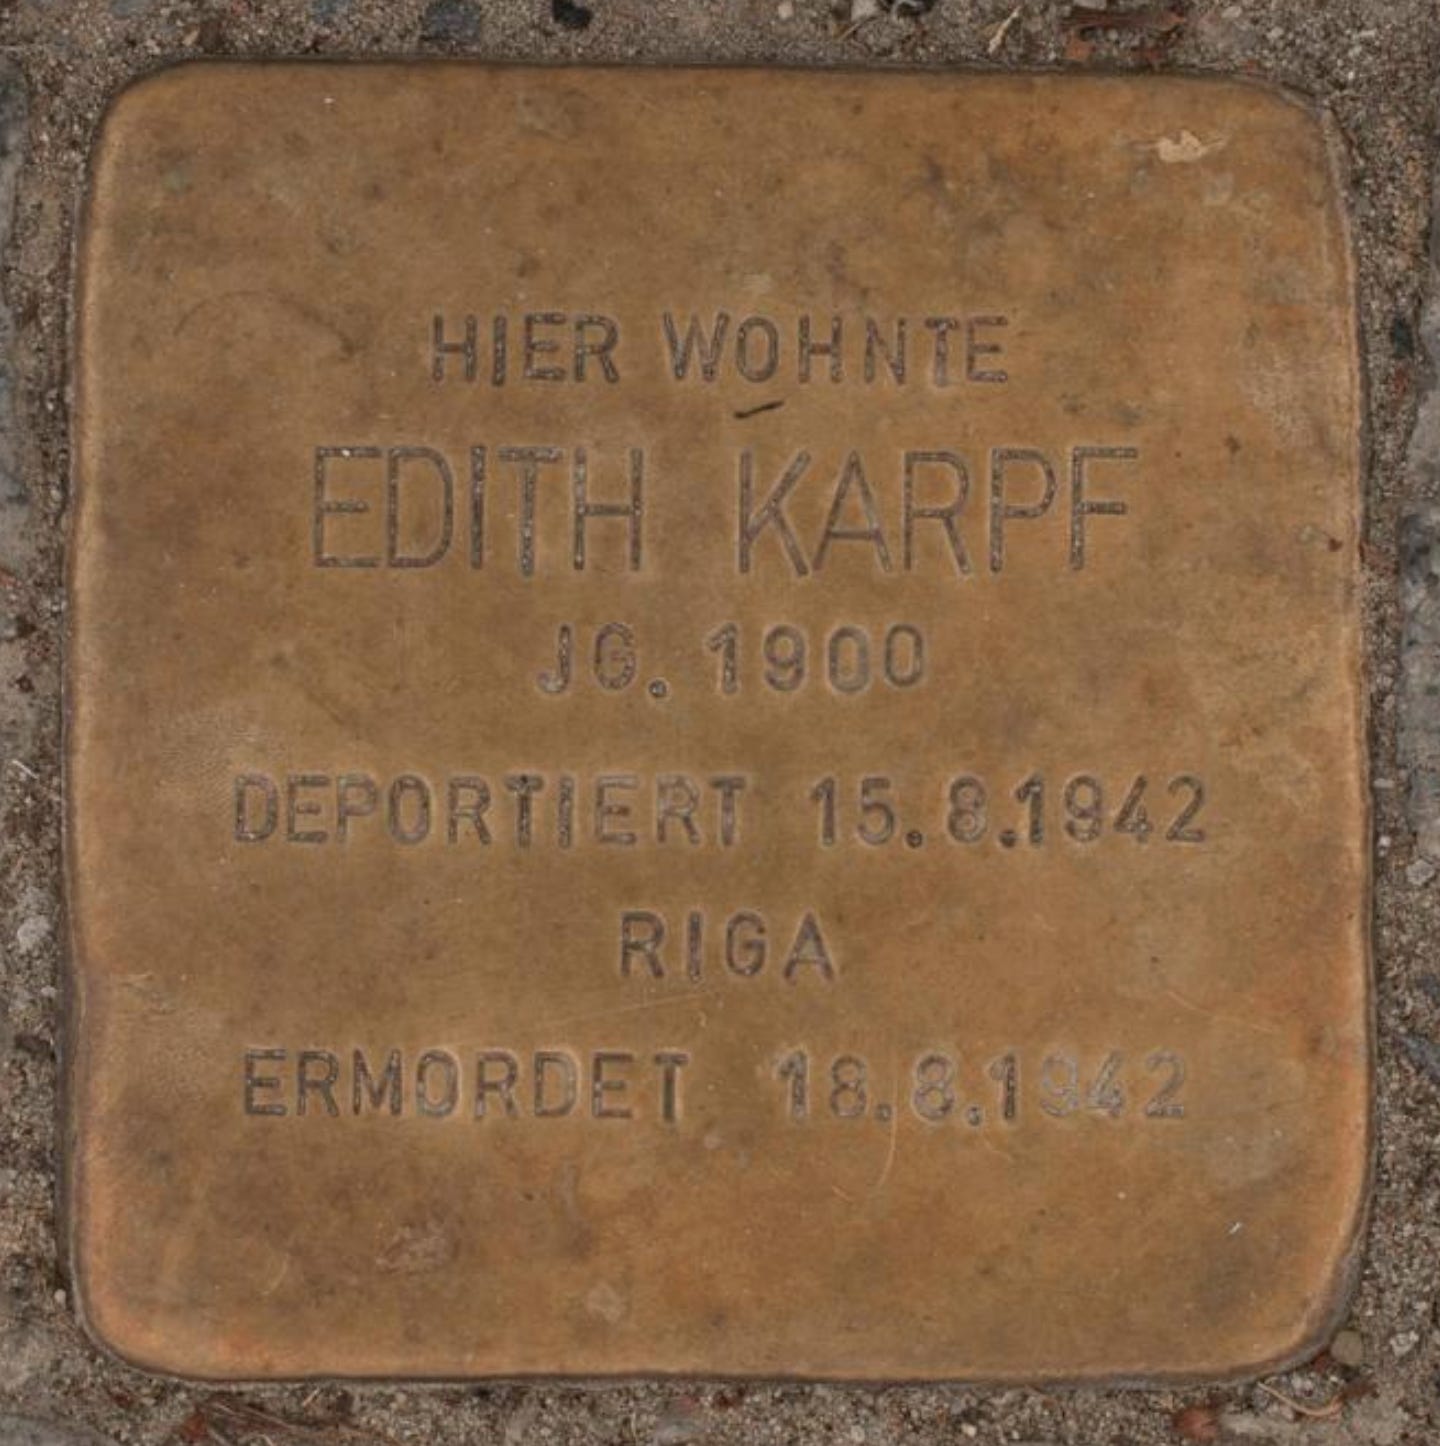 HIER WOHNTE
EDITH KARPF
JG. 1900
DEPORTIERT 15.8.1942
RIGA
ERMORDET 18.8.1942